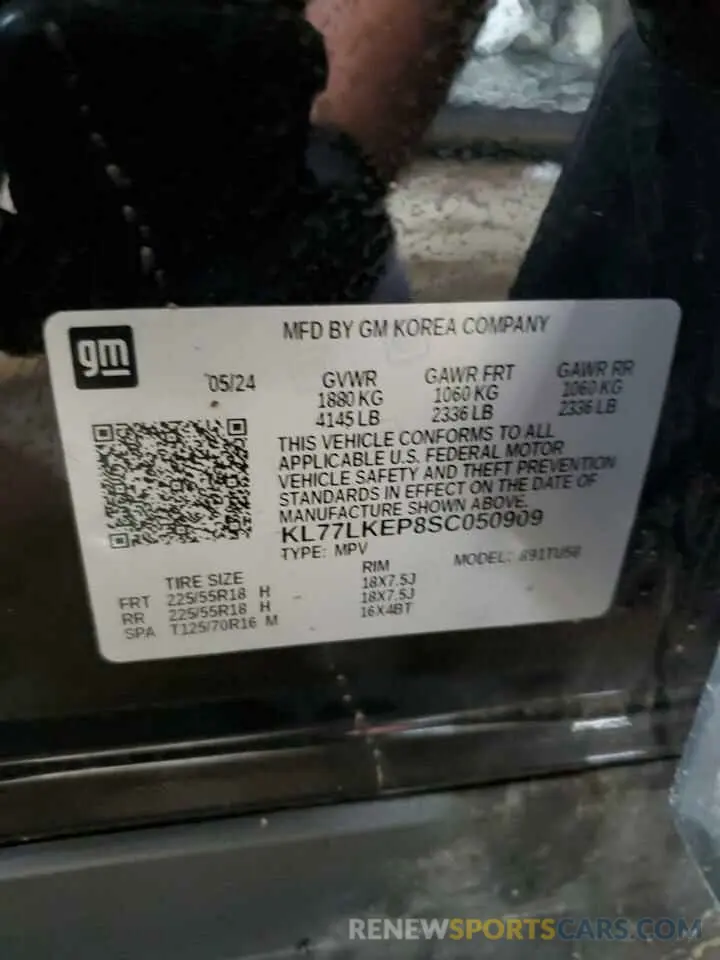 MFD BY GM KOREA COMPANY
gm
05/24
GVWR GAWR FRT GAWR RR
1880 KG 1060 KG 1060 KG
4145 LB 2336 LB 2336 LB
THIS VEHICLE CONFORMS TO ALL
APPLICABLE U.S. FEDERAL MOTOR
VEHICLE SAFETY AND THEFT PREVENTION
STANDARDS IN EFFECT ON THE DATE OF
MANUFACTURE SHOWN ABOVE.
KL77LKEP8SC050909
TYPE: MPV MODEL:
TIRE SIZE RIM
FRT 225/55R18 H 18X7.5J
RR 225/55R18 H 18X7.5J
SPA T125/70R16 M 16X4BT
RENEWSPORTSCARS.COM